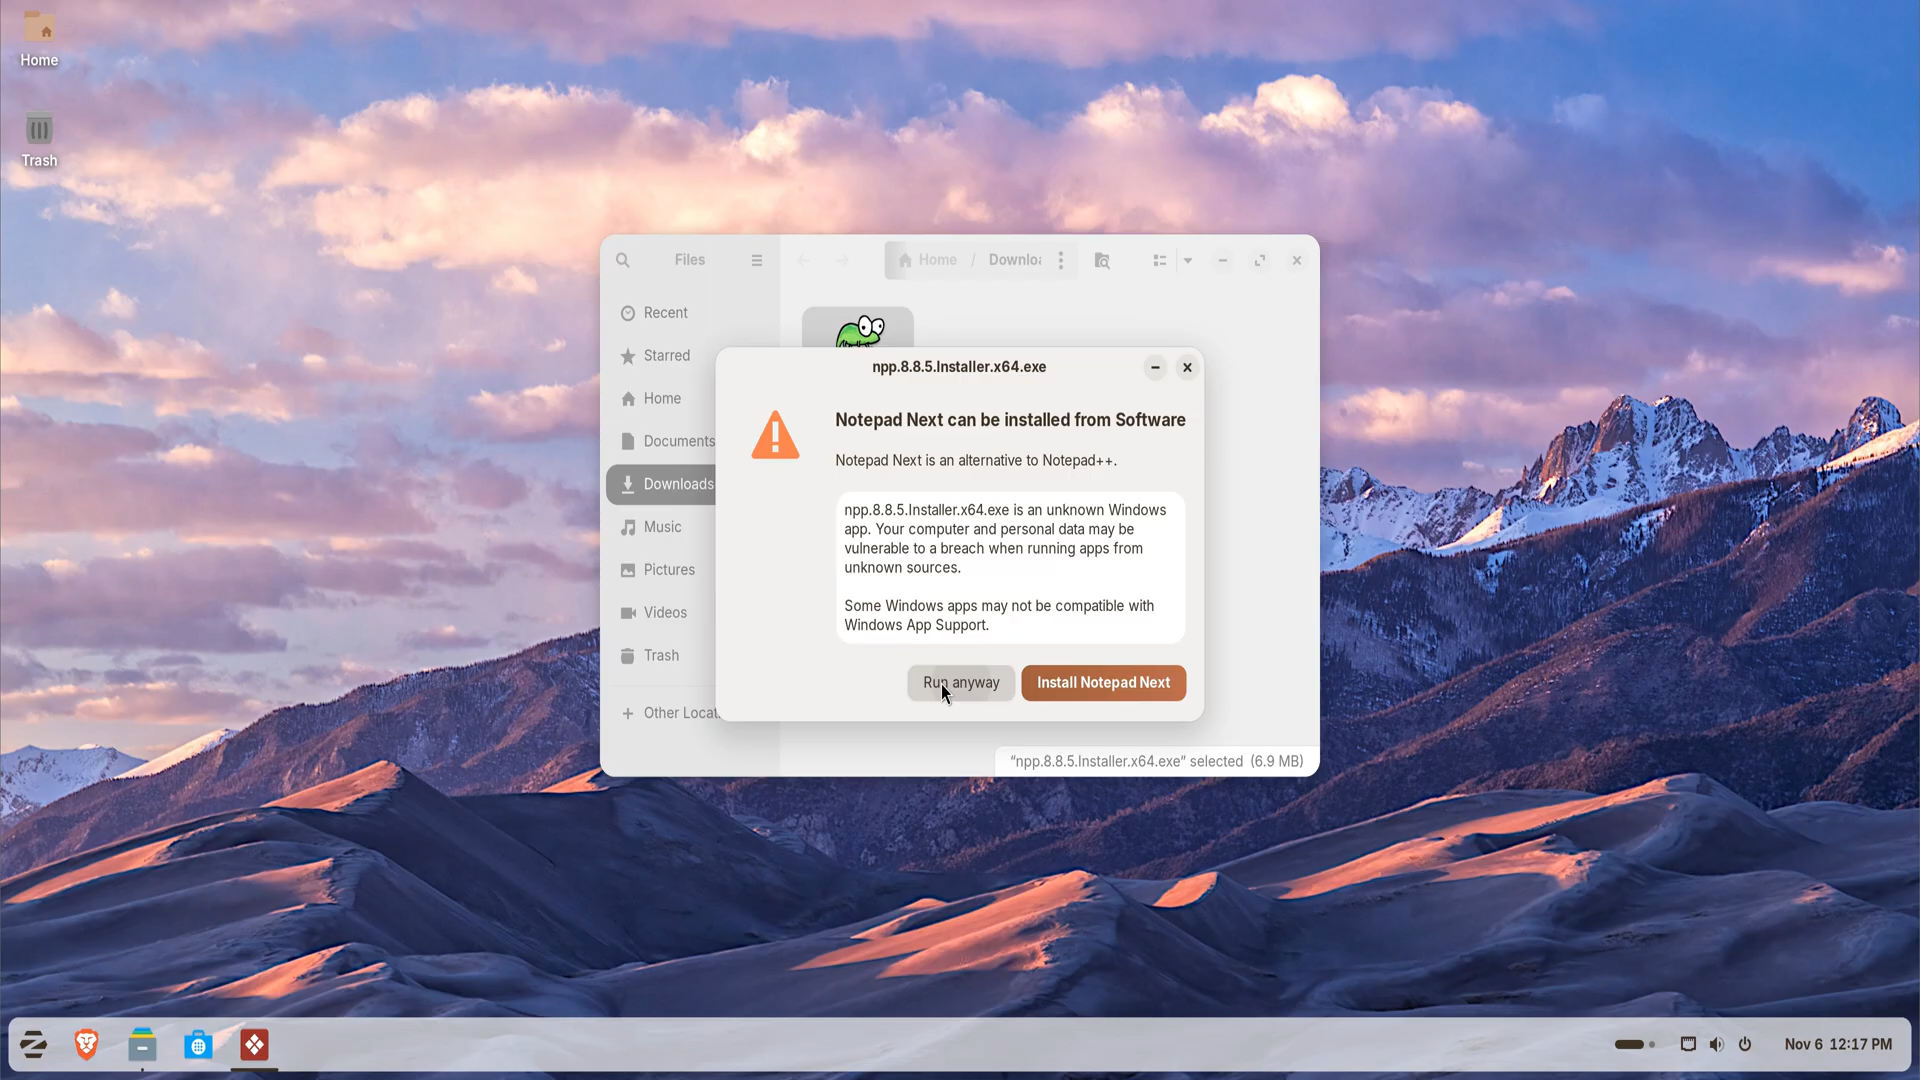 Home
Trash
Files
Home / Downlo
Recent
Starred
Home
Documents
Downloads
Music
Pictures
Videos
Trash
Other Locat
npp.8.8.5.Installer.x64.exe
Notepad Next can be installed from Software
Notepad Next is an alternative to Notepad++.
npp.8.8.5.Installer.x64.exe is an unknown Windows
app. Your computer and personal data may be
vulnerable to a breach when running apps from
unknown sources.
Some Windows apps may not be compatible with
Windows App Support.
Run anyway
Install Notepad Next
“npp.8.8.5.Installer.x64.exe” selected (6.9 MB)
Nov 6 12:17 PM